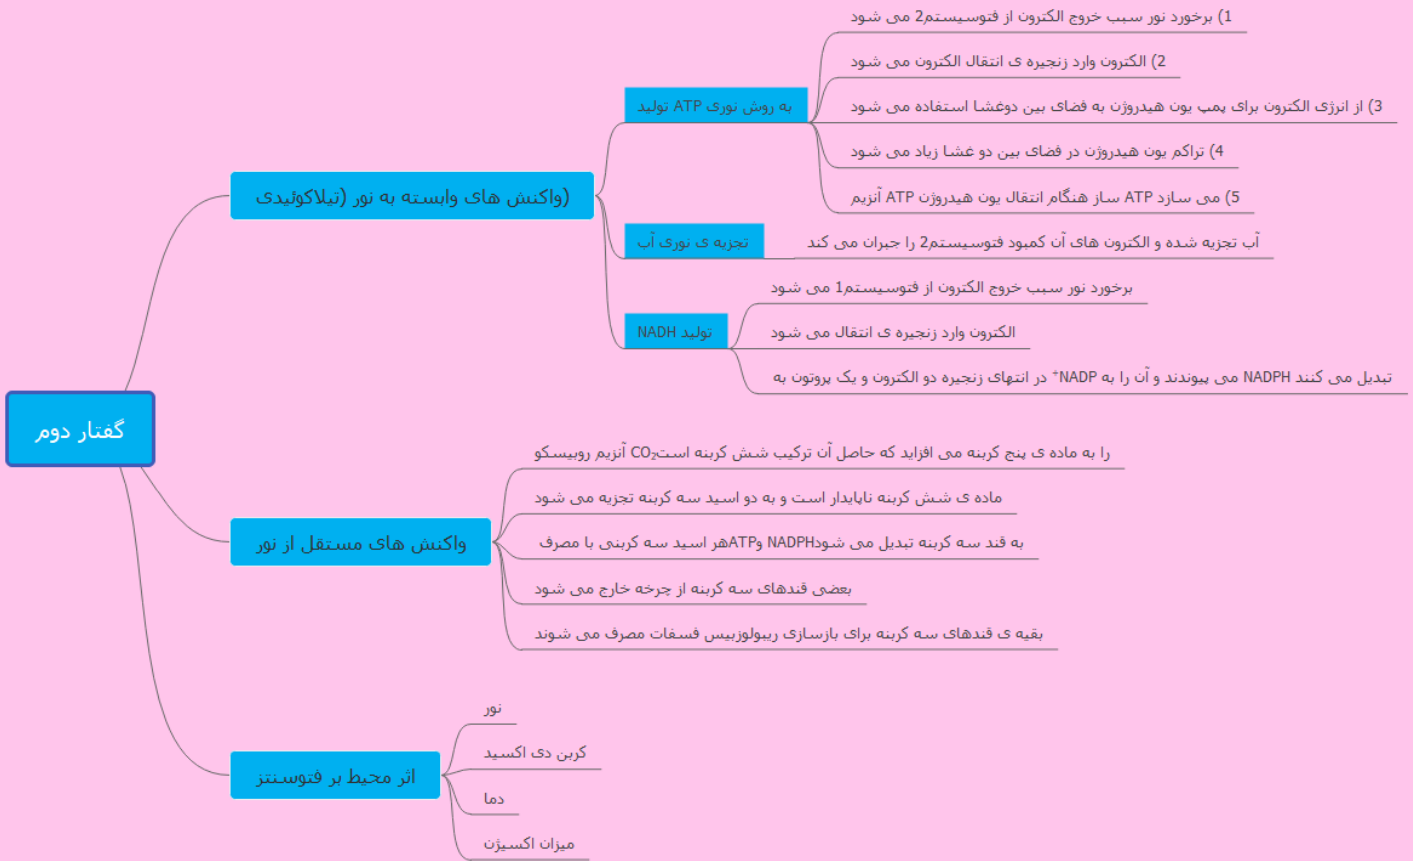 گفتار دوم
واکنش های وابسته به نور (تیلاکوئیدی)
تولید ATP به روش نوری
1) برخورد نور سبب خروج الکترون از فتوسیستم2 می شود
2) الکترون وارد زنجیره ی انتقال الکترون می شود
3) از انرژی الکترون برای پمپ یون هیدروژن به فضای بین دوغشا استفاده می شود
4) تراکم یون هیدروژن در فضای بین دو غشا زیاد می شود
5) آنزیم ATP ساز هنگام انتقال یون هیدروژن ATP می سازد
تجزیه ی نوری آب
آب تجزیه شده و الکترون های آن کمبود فتوسیستم2 را جبران می کند
تولید NADH
برخورد نور سبب خروج الکترون از فتوسیستم1 می شود
الکترون وارد زنجیره ی انتقال می شود
در انتهای زنجیره دو الکترون و یک پروتون به NADP⁺ می پیوندند و آن را به NADPH تبدیل می کنند
واکنش های مستقل از نور
آنزیم روبیسکو CO₂ را به ماده ی پنج کربنه می افزاید که حاصل آن ترکیب شش کربنه است
ماده ی شش کربنه ناپایدار است و به دو اسید سه کربنه تجزیه می شود
هر اسید سه کربنی با مصرف ATP و NADPH به قند سه کربنه تبدیل می شود
بعضی قندهای سه کربنه از چرخه خارج می شود
بقیه ی قندهای سه کربنه برای بازسازی ریبولوزبیس فسفات مصرف می شوند
اثر محیط بر فتوسنتز
نور
کربن دی اکسید
دما
میزان اکسیژن